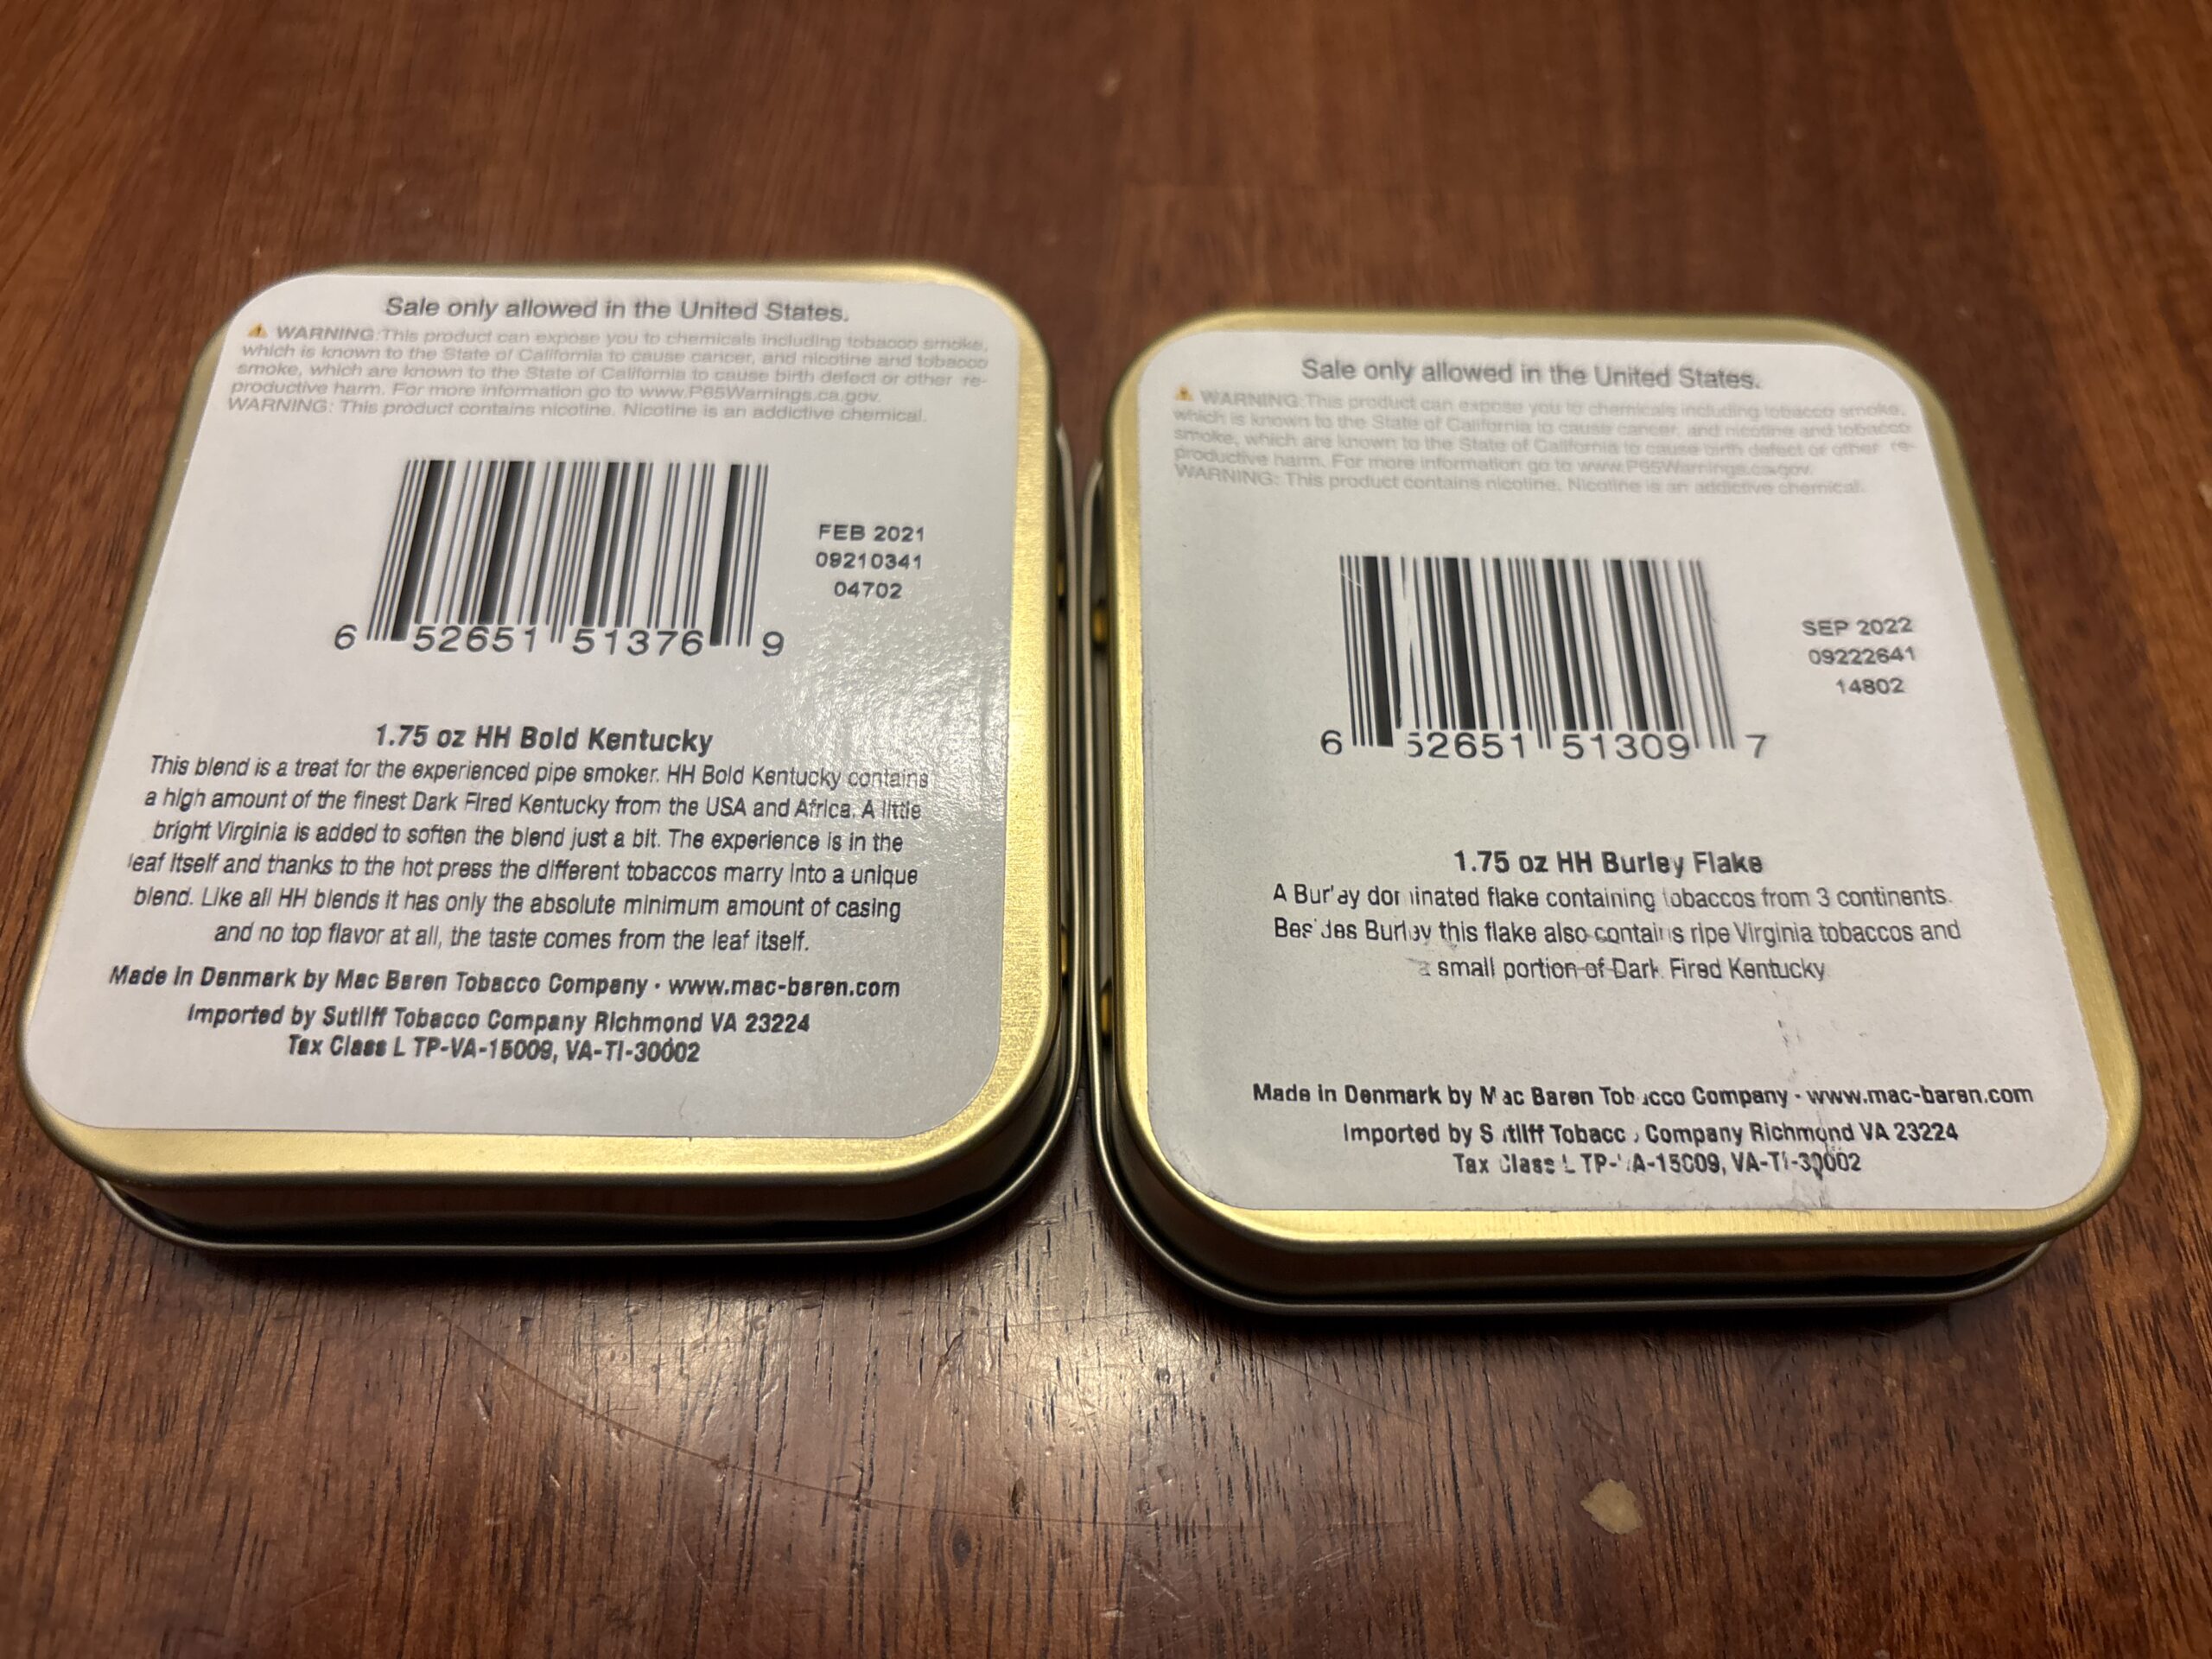 Sale only allowed in the United States.
⚠ WARNING:This product can expose you to chemicals including tobacco smoke,
which is known to the State of California to cause cancer, and nicotine and tobacco
smoke, which are known to the State of California to cause birth defect or other re-
productive harm. For more information go to www.P65Warnings.ca.gov.
WARNING: This product contains nicotine. Nicotine is an addictive chemical.
FEB 2021
09210341
04702
6 52651 51376 9
1.75 oz HH Bold Kentucky
This blend is a treat for the experienced pipe smoker. HH Bold Kentucky contains
a high amount of the finest Dark Fired Kentucky from the USA and Africa. A little
bright Virginia is added to soften the blend just a bit. The experience is in the
leaf itself and thanks to the hot press the different tobaccos marry into a unique
blend. Like all HH blends it has only the absolute minimum amount of casing
and no top flavor at all, the taste comes from the leaf itself.
Made in Denmark by Mac Baren Tobacco Company · www.mac-baren.com
Imported by Sutliff Tobacco Company Richmond VA 23224
Tax Class L TP-VA-15009, VA-TI-30002
Sale only allowed in the United States.
⚠ WARNING:This product can expose you to chemicals including tobacco smoke,
which is known to the State of California to cause cancer, and nicotine and tobacco
smoke, which are known to the State of California to cause birth defect or other re-
productive harm. For more information go to www.P65Warnings.ca.gov.
WARNING: This product contains nicotine. Nicotine is an addictive chemical.
SEP 2022
09222641
14802
6 52651 51309 7
1.75 oz HH Burley Flake
A Burley dominated flake containing tobaccos from 3 continents.
Besides Burley this flake also contains ripe Virginia tobaccos and
a small portion of Dark Fired Kentucky
Made in Denmark by Mac Baren Tobacco Company · www.mac-baren.com
Imported by Sutliff Tobacco Company Richmond VA 23224
Tax Class L TP-VA-15009, VA-TI-30002